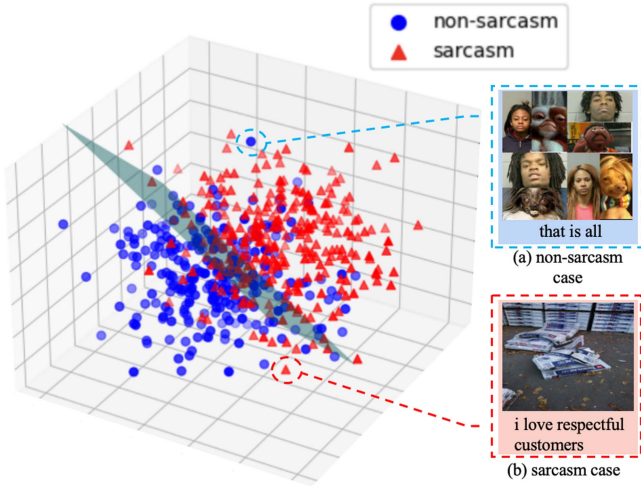 non-sarcasm
sarcasm
that is all
(a) non-sarcasm
case
i love respectful
customers
(b) sarcasm case